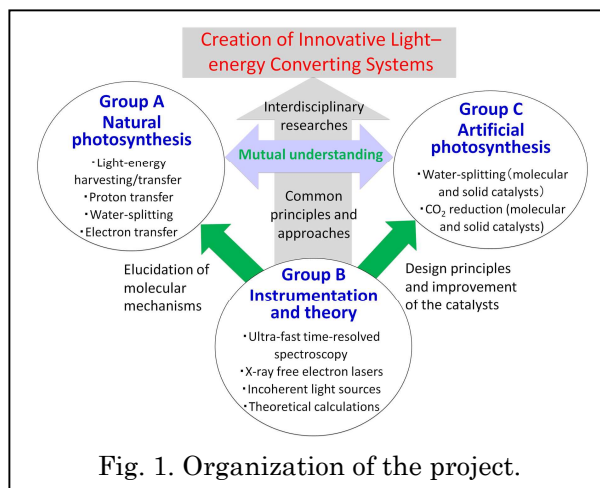 Creation of Innovative Light–
energy Converting Systems
Group A
Natural
photosynthesis
・Light-energy
harvesting/transfer
・Proton transfer
・Water-splitting
・Electron transfer
Interdisciplinary
researches
Mutual understanding
Common
principles and
approaches
Group C
Artificial
photosynthesis
・Water-splitting(molecular
and solid catalysts)
・CO₂ reduction (molecular
and solid catalysts)
Elucidation of
molecular
mechanisms
Design principles
and improvement
of the catalysts
Group B
Instrumentation
and theory
・Ultra-fast time-resolved
spectroscopy
・X-ray free electron lasers
・Incoherent light sources
・Theoretical calculations
Fig. 1. Organization of the project.